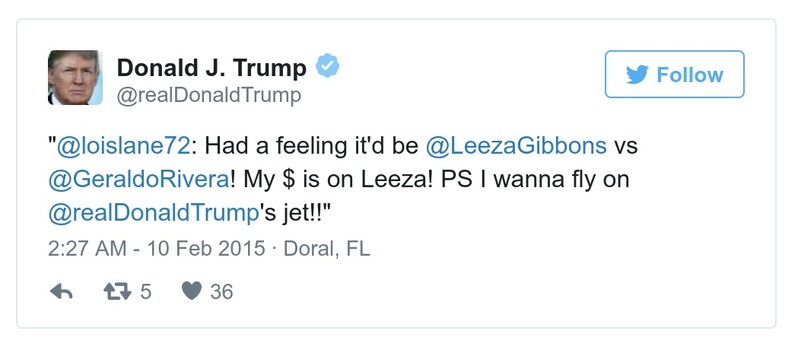 Donald J. Trump
@realDonaldTrump
Follow
"@loislane72: Had a feeling it'd be @LeezaGibbons vs
@GeraldoRivera! My $ is on Leeza! PS I wanna fly on
@realDonaldTrump's jet!!"
2:27 AM - 10 Feb 2015 · Doral, FL
5 36